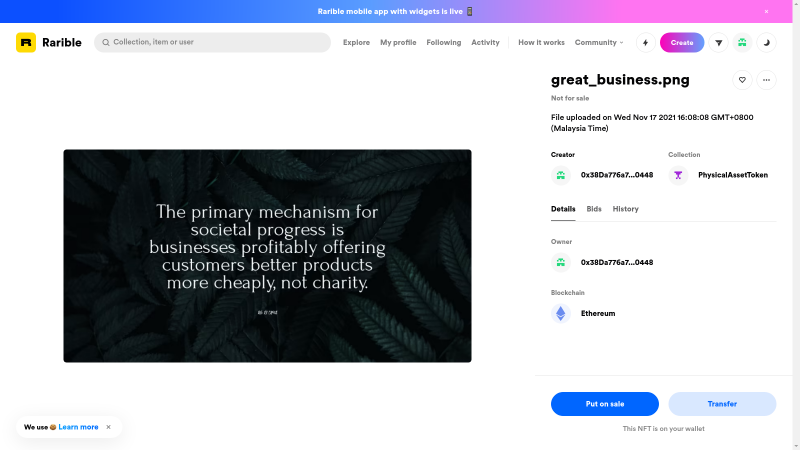 Rarible mobile app with widgets is live
Rarible
Collection, item or user
Explore
My profile
Following
Activity
How it works
Community
Create
great_business.png
Not for sale
File uploaded on Wed Nov 17 2021 16:08:08 GMT+0800
(Malaysia Time)
Creator
Collection
0x38Da776a7...0448
PhysicalAssetToken
Details
Bids
History
Owner
0x38Da776a7...0448
Blockchain
Ethereum
The primary mechanism for
societal progress is
businesses profitably offering
customers better products
more cheaply, not charity.
Put on sale
Transfer
This NFT is on your wallet
We use 🍪 Learn more